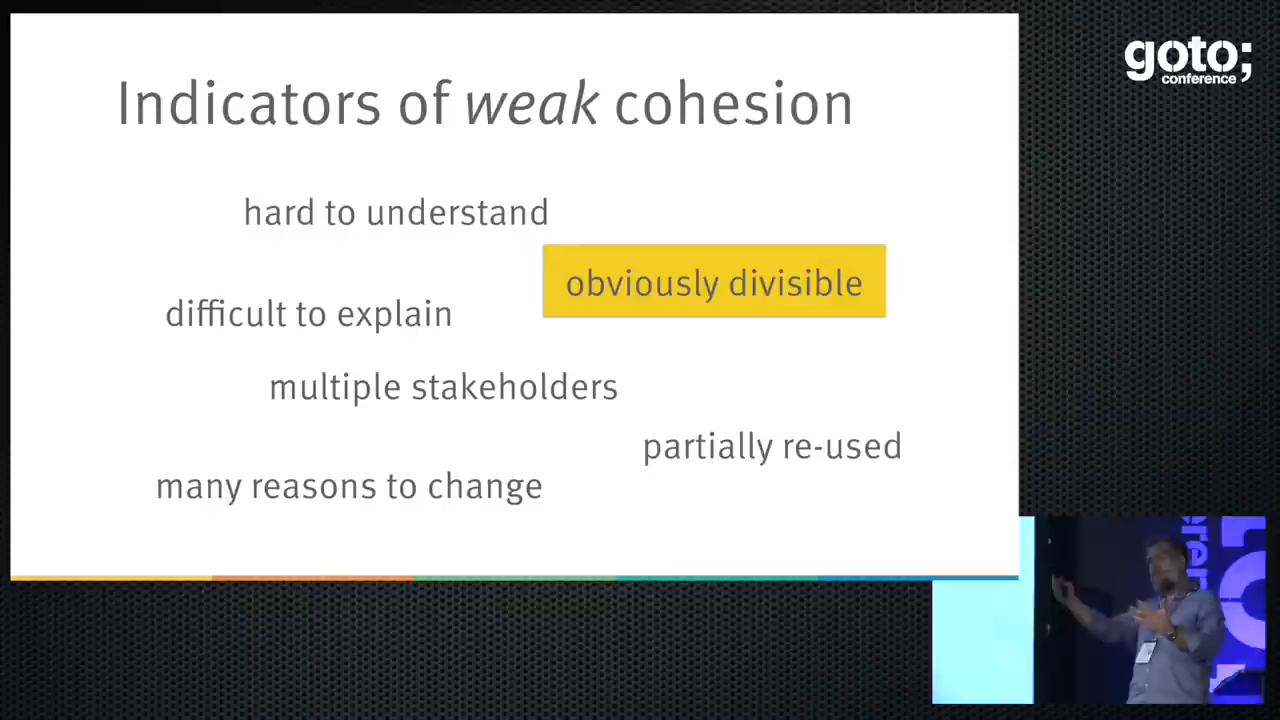 goto;
conference
Indicators of weak cohesion
hard to understand
obviously divisible
difficult to explain
multiple stakeholders
partially re-used
many reasons to change